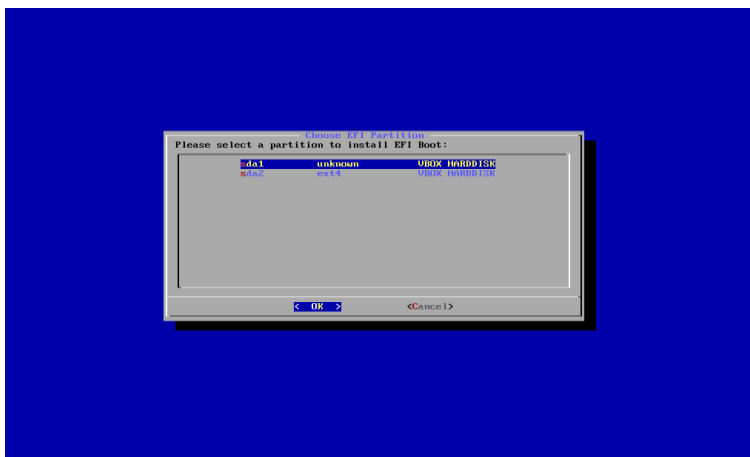 Choose EFI Partition
Please select a partition to install EFI Boot:
sda1 unknown VBOX HARDDISK
sda2 ext4 VBOX HARDDISK
< OK > <Cancel>